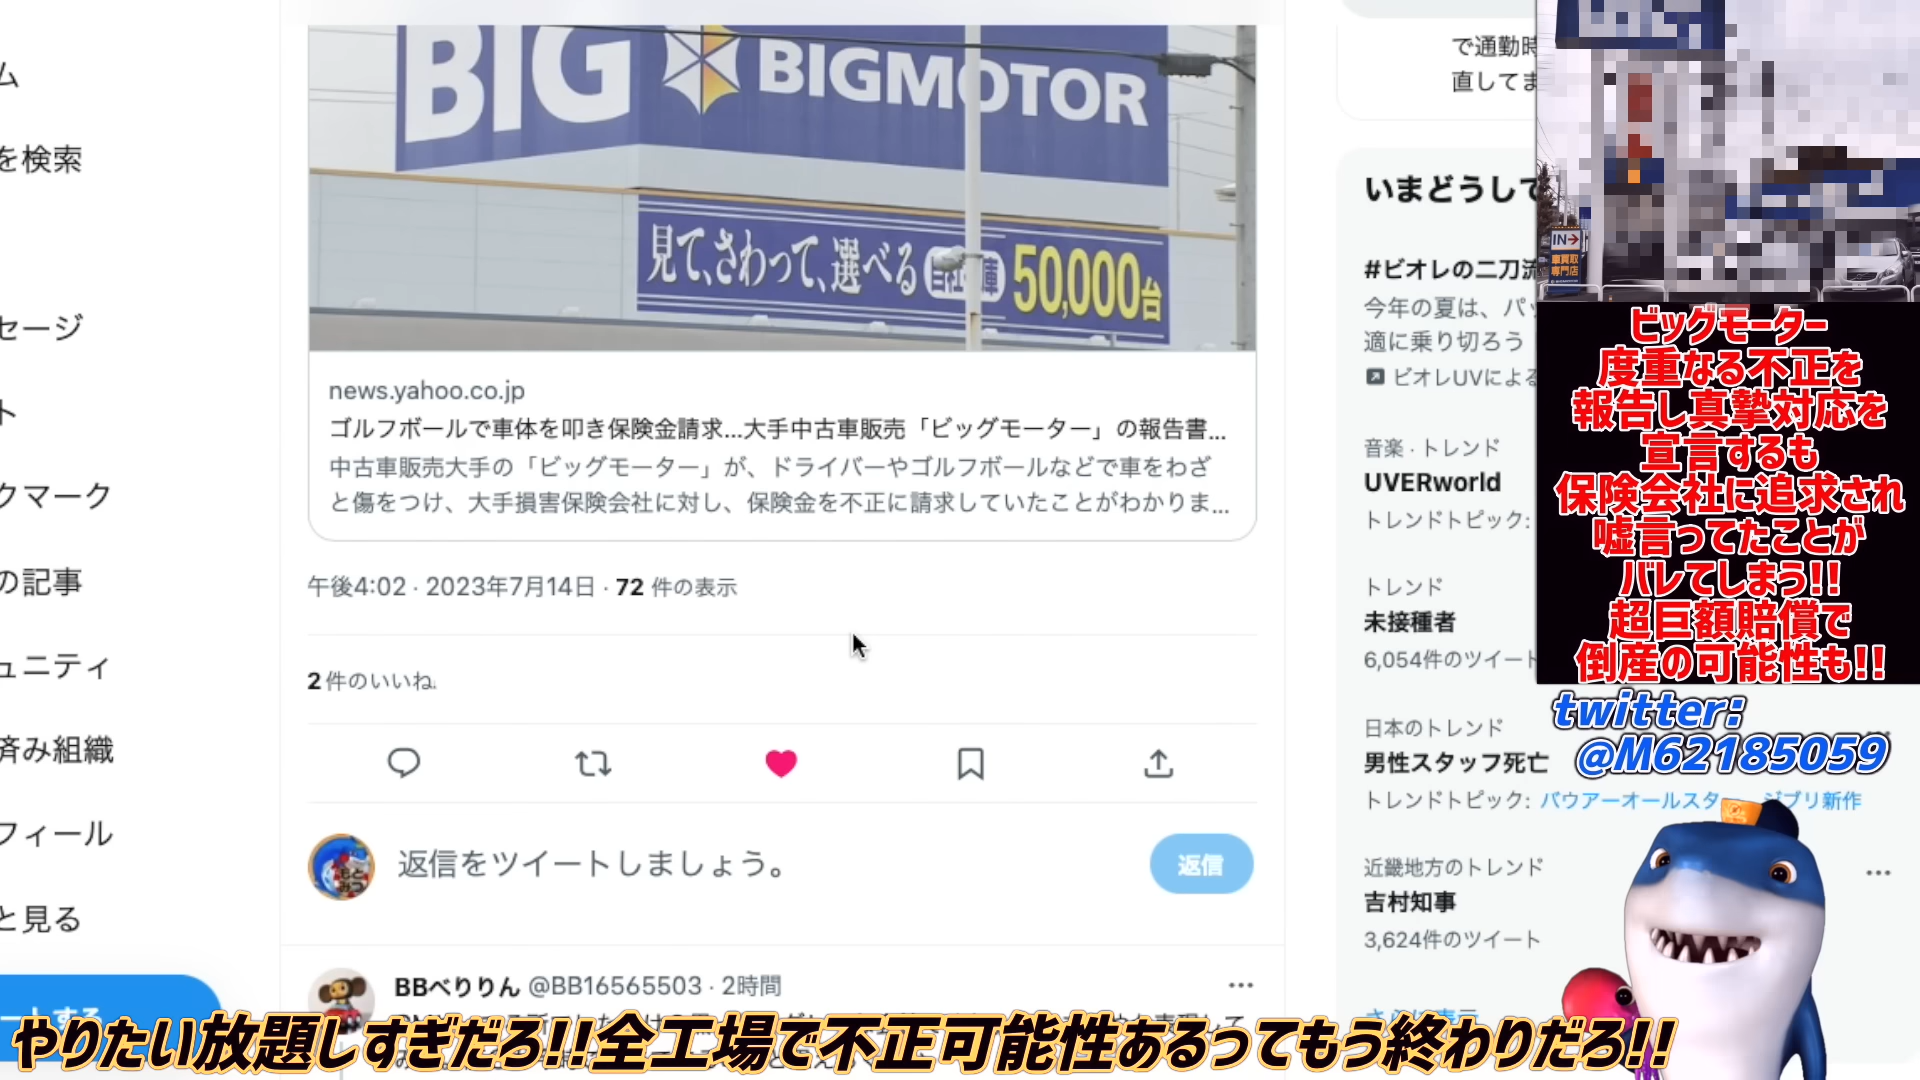 ム
を検索
セージ
ト
クマーク
の記事
ュニティ
済み組織
フィール
と見る
BIG BIGMOTOR
見て、さわって、選べる
50,000台
news.yahoo.co.jp
ゴルフボールで車体を叩き保険金請求...大手中古車販売「ビッグモーター」の報告書...
中古車販売大手の「ビッグモーター」が、ドライバーやゴルフボールなどで車をわざ
と傷をつけ、大手損害保険会社に対し、保険金を不正に請求していたことがわかりま...
午後4:02 · 2023年7月14日 · 72 件の表示
2 件のいいね
返信をツイートしましょう。
返信
BBべりりん @BB16565503 · 2時間
で通勤時
直してま
いまどうして
#ビオレの二刀流
今年の夏は、パッ
適に乗り切ろう
ビオレUVによる
音楽 · トレンド
UVERworld
トレンドトピック:
トレンド
未接種者
6,054件のツイート
日本のトレンド
男性スタッフ死亡
トレンドトピック: バウアーオールスター ジブリ新作
近畿地方のトレンド
吉村知事
3,624件のツイート
IN→
車買取
専門店
ビッグモーター
度重なる不正を
報告し真摯対応を
宣言するも
保険会社に追求され
嘘言ってたことが
バレてしまう!!
超巨額賠償で
倒産の可能性も!!
twitter:
@M62185059
やりたい放題しすぎだろ!!全工場で不正可能性あるってもう終わりだろ!!